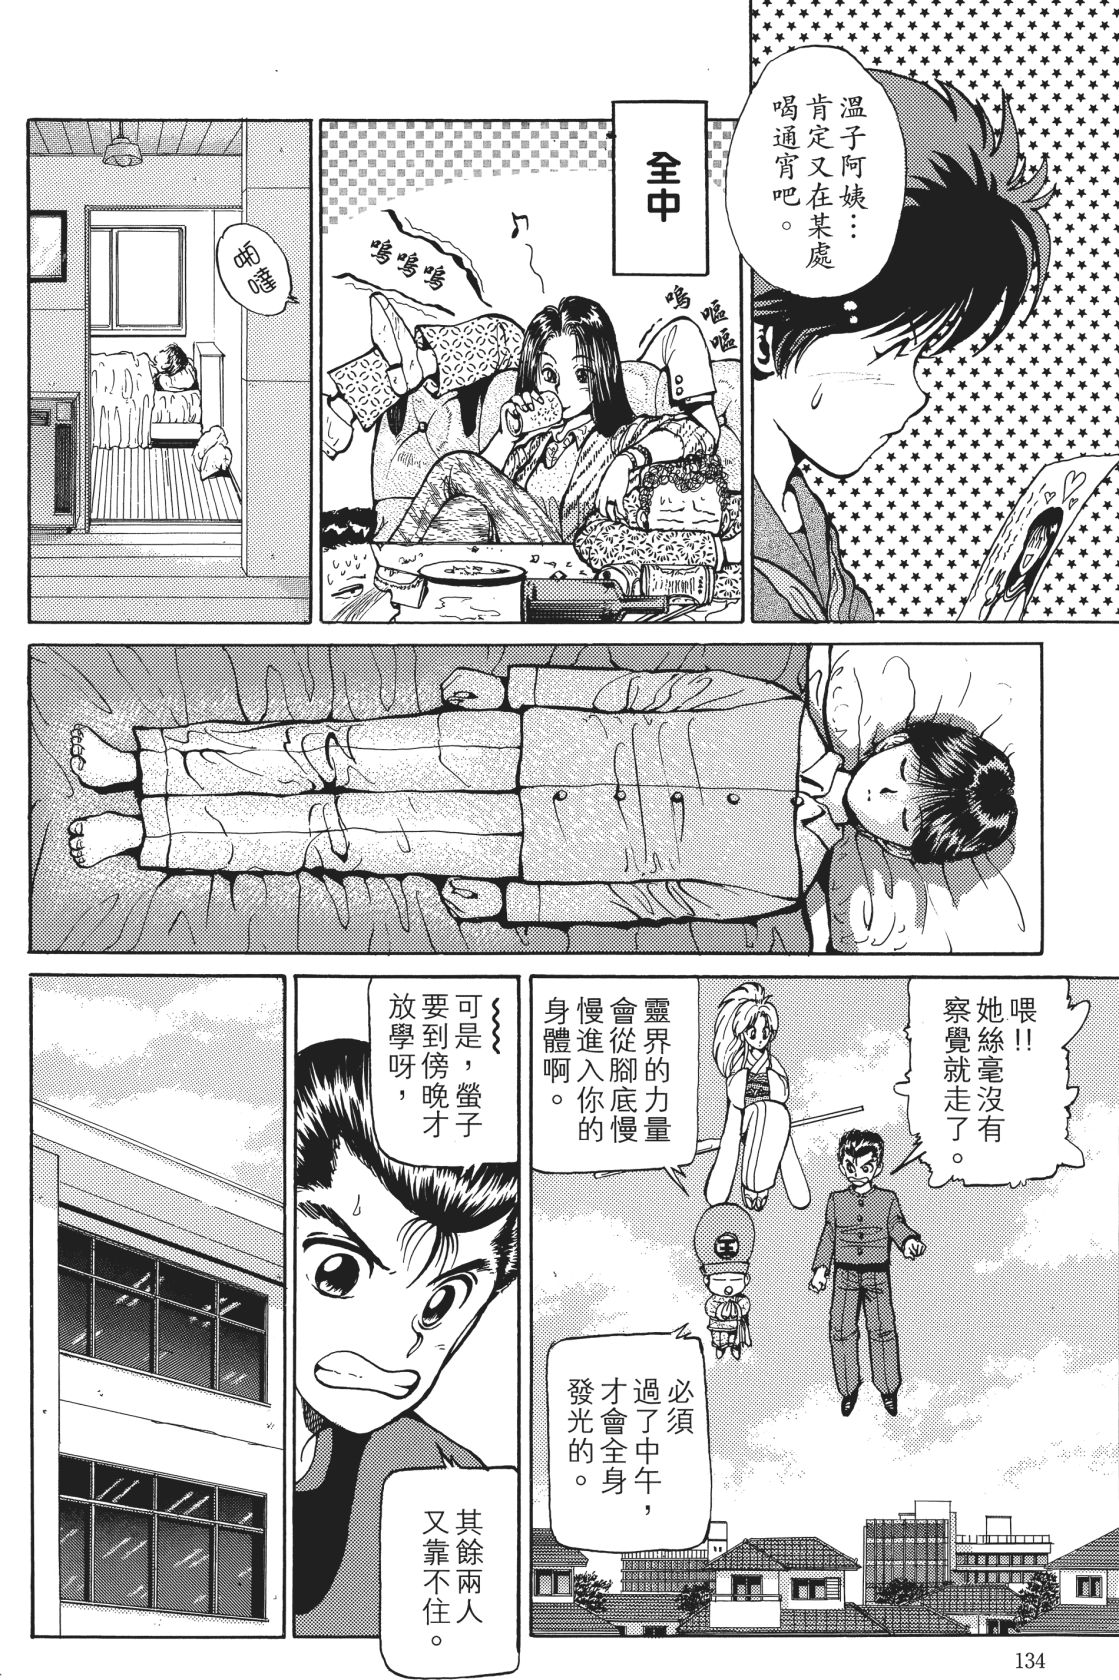 溫子阿姨…
肯定又在某處
喝通宵吧。
全中
嗚嗚嗚
嗚
嘔
嘔
啪噠
喂!!
她絲毫沒有
察覺就走了。
靈界的力量
會從腳底慢
慢進入你的
身體啊。
王
必須
過了中午，
才會全身
發光的。
可是，螢子
要到傍晚才
放學呀，
其餘兩人
又靠不住。
134